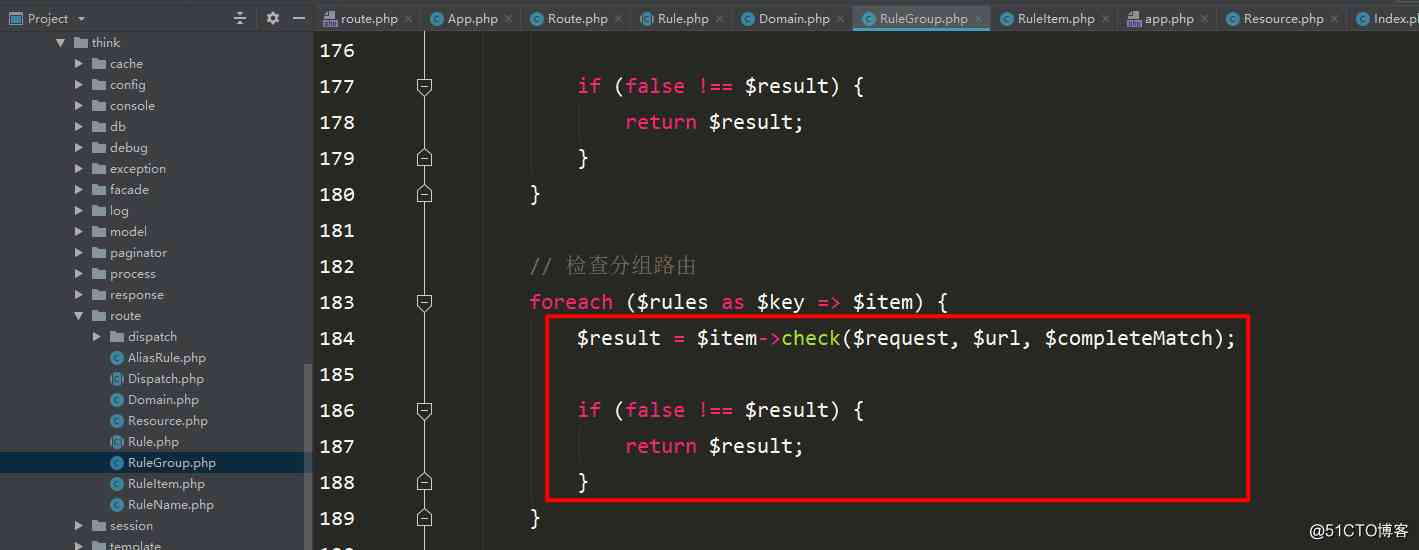 Project
route.php
App.php
Route.php
Rule.php
Domain.php
RuleGroup.php
RuleItem.php
app.php
Resource.php
Index.p
think
cache
config
console
db
debug
exception
facade
log
model
paginator
process
response
route
dispatch
AliasRule.php
Dispatch.php
Domain.php
Resource.php
Rule.php
RuleGroup.php
RuleItem.php
RuleName.php
session
template
176
177 if (false !== $result) {
178 return $result;
179 }
180 }
181
182 // 检查分组路由
183 foreach ($rules as $key => $item) {
184 $result = $item->check($request, $url, $completeMatch);
185
186 if (false !== $result) {
187 return $result;
188 }
189 }
@51CTO博客